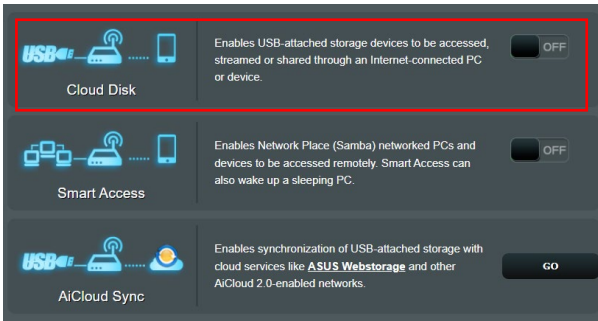 USB
Enables USB-attached storage devices to be accessed,
streamed or shared through an Internet-connected PC
or device.
OFF
Cloud Disk
Enables Network Place (Samba) networked PCs and
devices to be accessed remotely. Smart Access can
also wake up a sleeping PC.
OFF
Smart Access
USB
Enables synchronization of USB-attached storage with
cloud services like ASUS Webstorage and other
AiCloud 2.0-enabled networks.
GO
AiCloud Sync